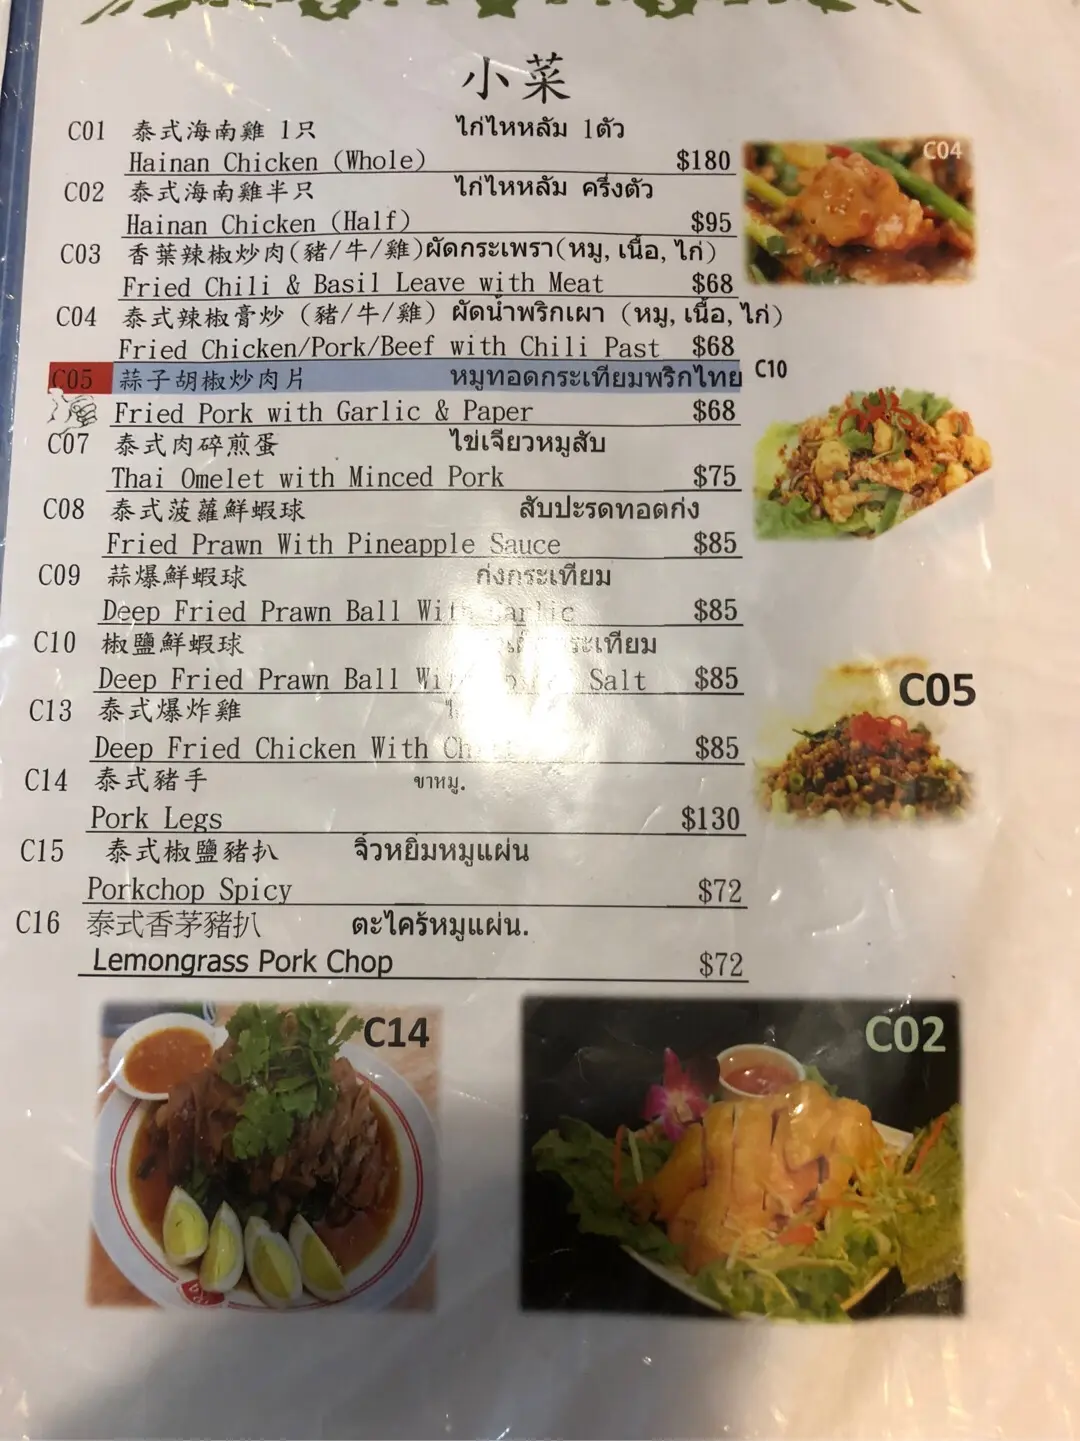 小菜
C01 泰式海南雞 1只 ไก่ไหหลัม 1ตัว
Hainan Chicken (Whole) $180
C02 泰式海南雞半只 ไก่ไหหลัม ครึ่งตัว
Hainan Chicken (Half) $95
C03 香葉辣椒炒肉(豬/牛/雞)ผัดกระเพรา(หมู, เนื้อ, ไก่)
Fried Chili & Basil Leave with Meat $68
C04 泰式辣椒膏炒 (豬/牛/雞) ผัดน้ำพริกเผา (หมู, เนื้อ, ไก่)
Fried Chicken/Pork/Beef with Chili Past $68
C05 蒜子胡椒炒肉片 หมูทอดกระเทียมพริกไทย
Fried Pork with Garlic & Paper $68
C07 泰式肉碎煎蛋 ไข่เจียวหมูสับ
Thai Omelet with Minced Pork $75
C08 泰式菠蘿鮮蝦球 สับปะรดทอตก่ง
Fried Prawn With Pineapple Sauce $85
C09 蒜爆鮮蝦球 ก่งกระเทียม
Deep Fried Prawn Ball With Garlic $85
C10 椒鹽鮮蝦球
Deep Fried Prawn Ball Salt $85
C13 泰式爆炸雞
Deep Fried Chicken With $85
C14 泰式豬手 ขาหมู.
Pork Legs $130
C15 泰式椒鹽豬扒 จิ๋วหยิ่มหมูแผ่น
Porkchop Spicy $72
C16 泰式香茅豬扒 ตะไคร้หมูแผ่น.
Lemongrass Pork Chop $72
C04
C10
C05
C14
C02